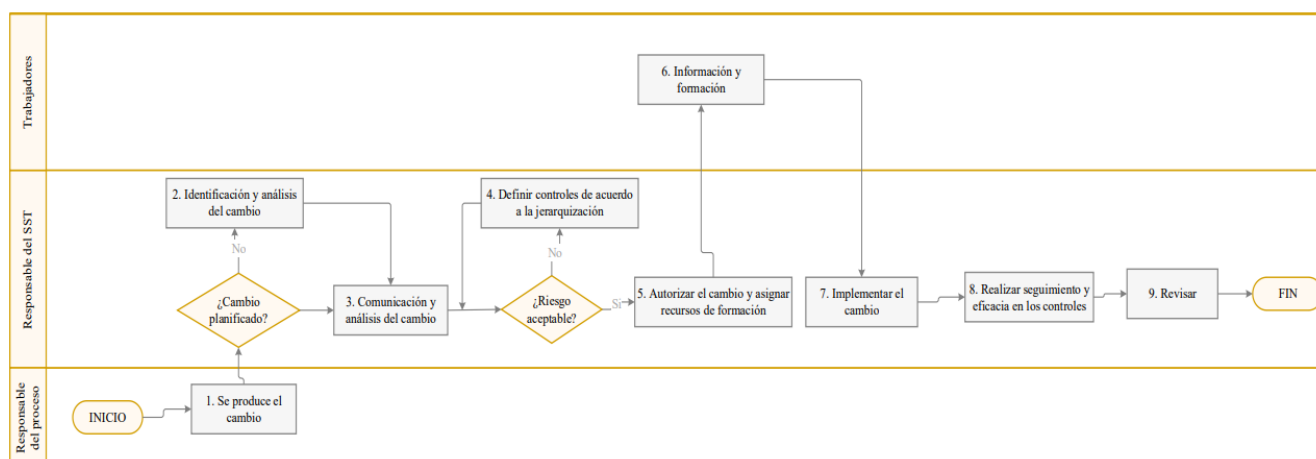 Trabajadores
6. Información y
formación
Responsable del SST
2. Identificación y análisis
del cambio
4. Definir controles de acuerdo
a la jerarquización
No
No
¿Cambio
planificado?
3. Comunicación y
análisis del cambio
¿Riesgo
aceptable?
Si
5. Autorizar el cambio y asignar
recursos de formación
7. Implementar el
cambio
8. Realizar seguimiento y
eficacia en los controles
9. Revisar
FIN
Responsable
del proceso
INICIO
1. Se produce el
cambio